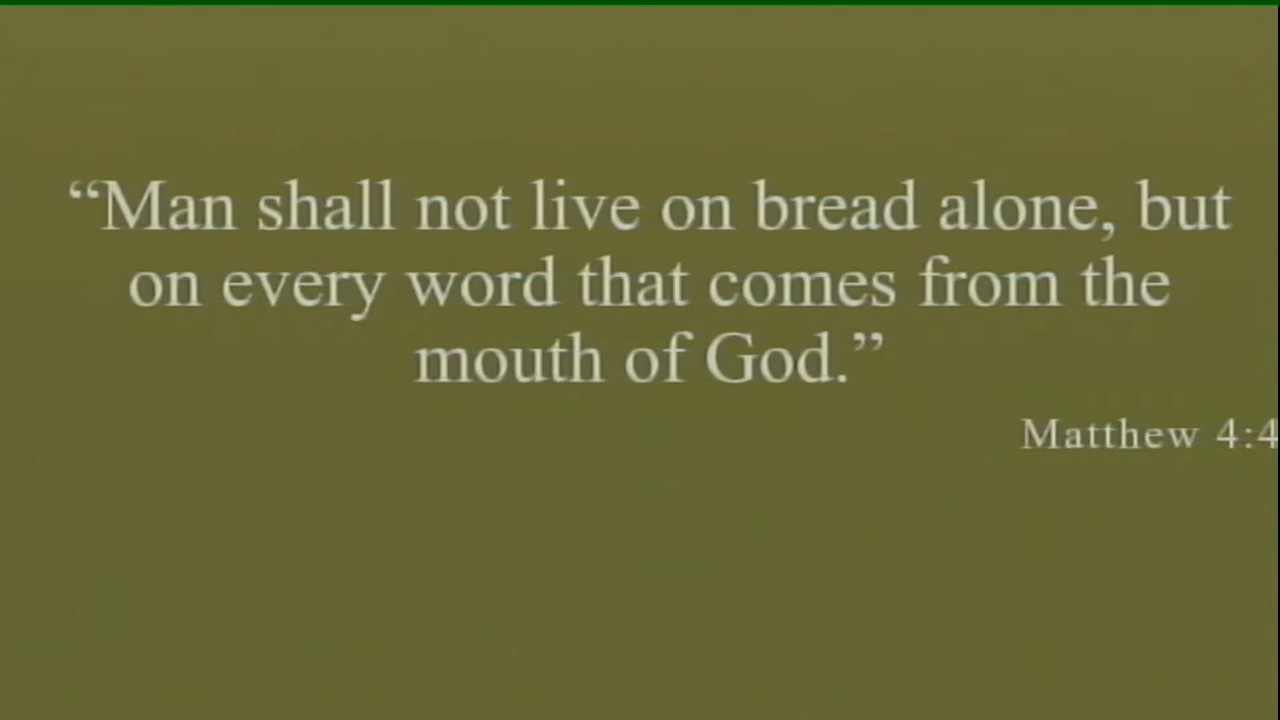 “Man shall not live on bread alone, but
on every word that comes from the
mouth of God.”
Matthew 4:4